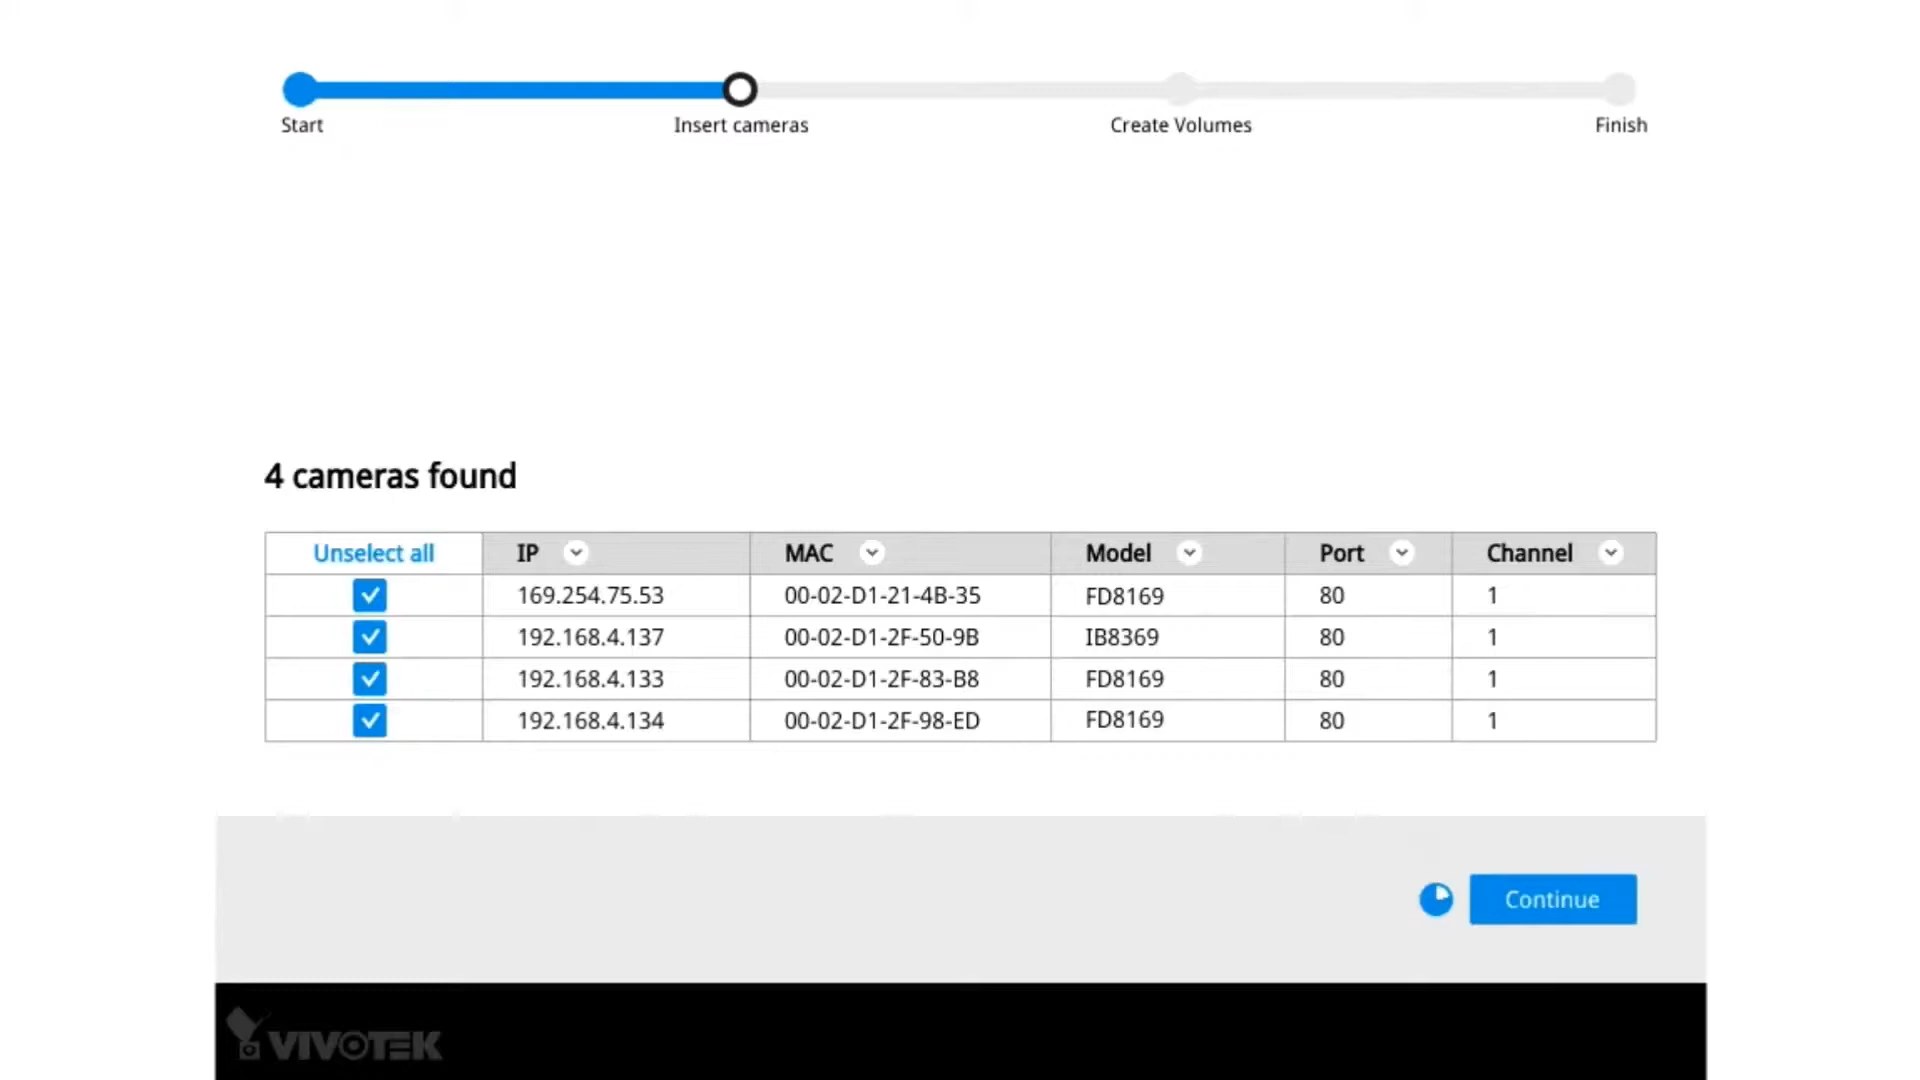 Start Insert cameras Create Volumes Finish
4 cameras found
Unselect all IP MAC Model Port Channel
169.254.75.53 00-02-D1-21-4B-35 FD8169 80 1
192.168.4.137 00-02-D1-2F-50-9B IB8369 80 1
192.168.4.133 00-02-D1-2F-83-B8 FD8169 80 1
192.168.4.134 00-02-D1-2F-98-ED FD8169 80 1
Continue
VIVOTEK